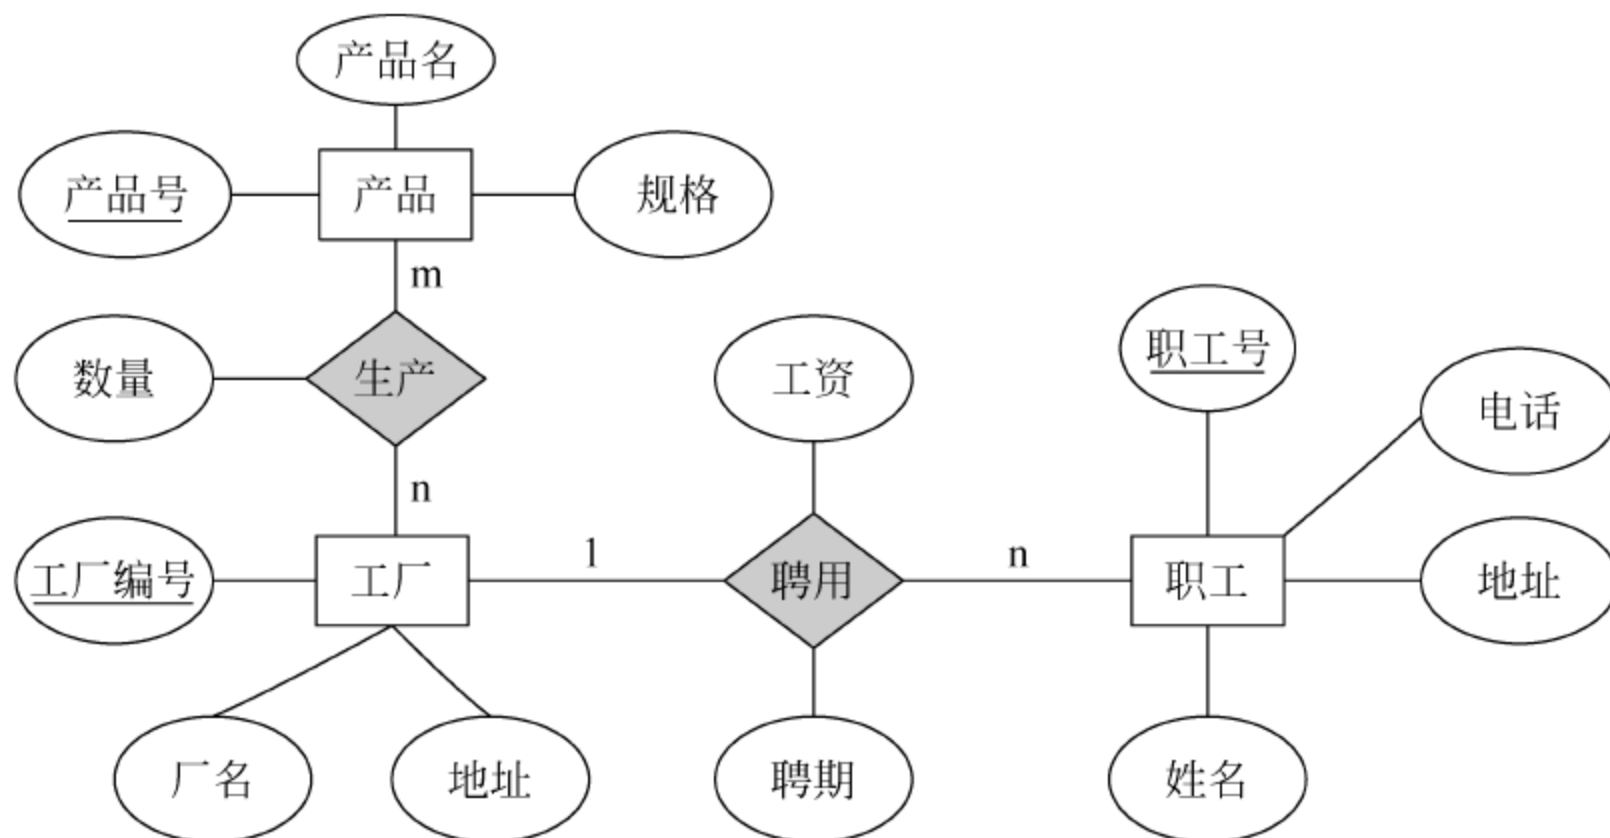 产品名
产品号
产品
规格
m
数量
生产
n
工资
职工号
电话
工厂编号
工厂
1
聘用
n
职工
地址
厂名
地址
聘期
姓名